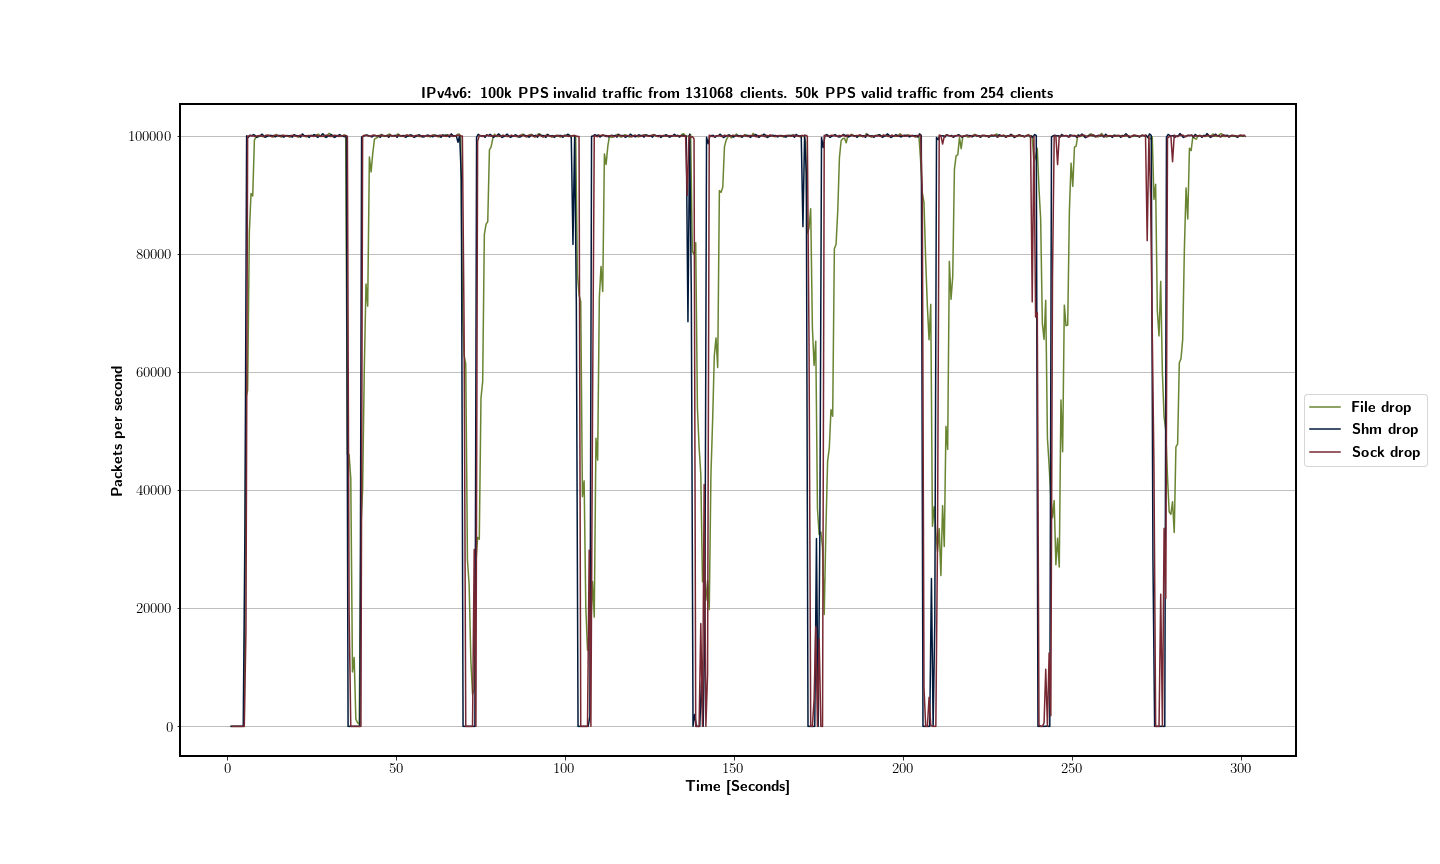 IPv4v6: 100k PPS invalid traffic from 131068 clients. 50k PPS valid traffic from 254 clients
100000
80000
60000
40000
20000
0
Packets per second
0 50 100 150 200 250 300
Time [Seconds]
File drop
Shm drop
Sock drop